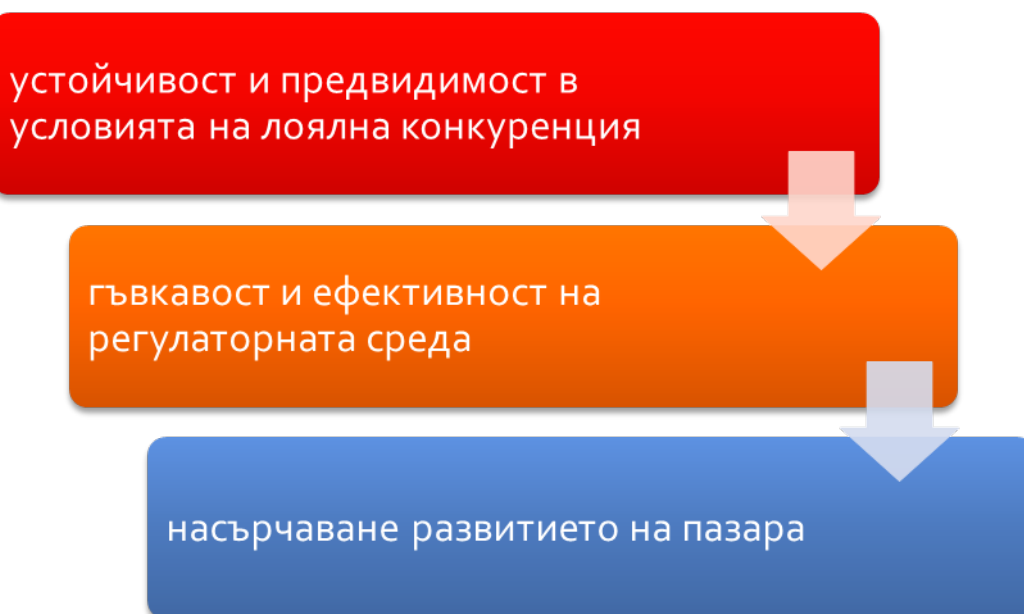 устойчивост и предвидимост в
условията на лоялна конкуренция
гъвкавост и ефективност на
регулаторната среда
насърчаване развитието на пазара